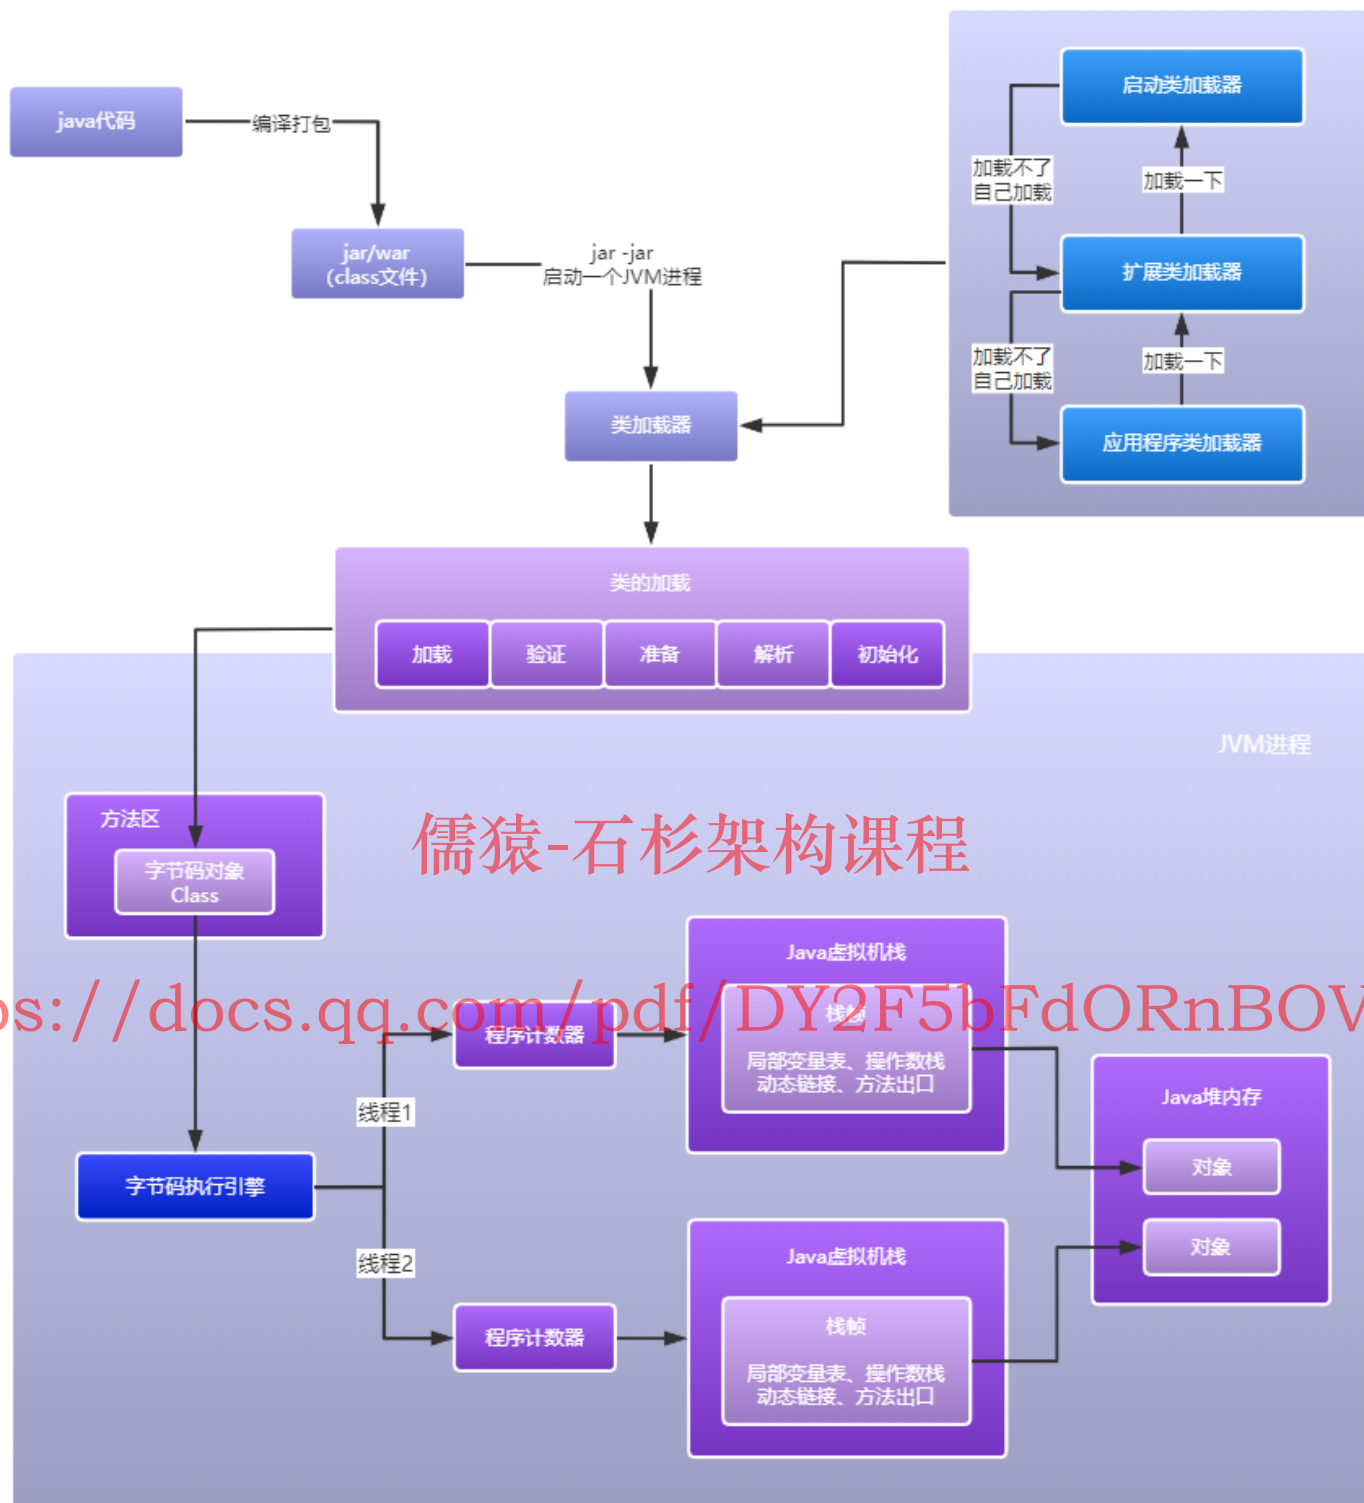 java代码
编译打包
jar/war
（class文件）
jar -jar
启动一个JVM进程
类加载器
启动类加载器
加载不了
自己加载
加载一下
扩展类加载器
加载不了
自己加载
加载一下
应用程序类加载器
类的加载
加载
验证
准备
解析
初始化
JVM进程
方法区
字节码对象
Class
儒猿-石杉架构课程
ps://docs.qq.com/pdf/DY2F5bFdORnBOV
字节码执行引擎
线程1
程序计数器
Java虚拟机栈
栈帧
局部变量表、操作数栈
动态链接、方法出口
线程2
程序计数器
Java虚拟机栈
栈帧
局部变量表、操作数栈
动态链接、方法出口
Java堆内存
对象
对象